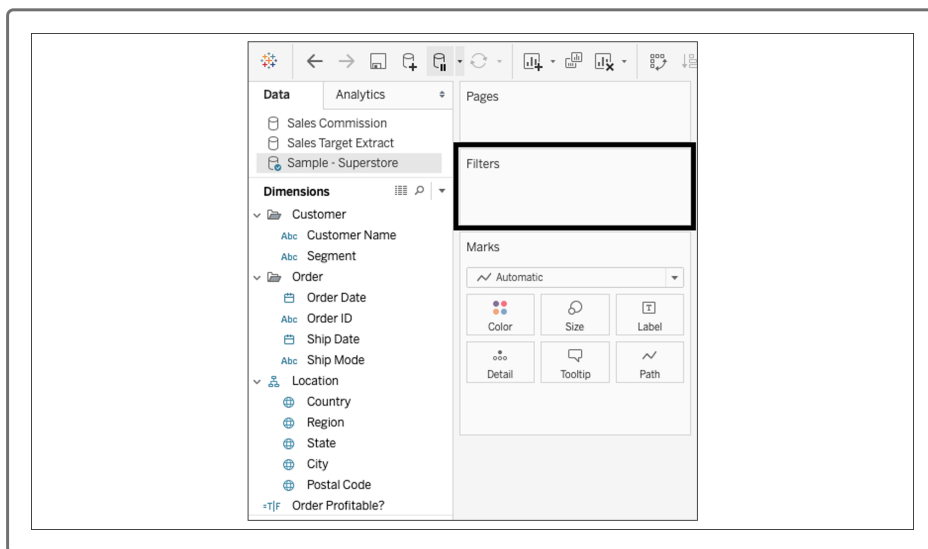 Data
Analytics
Sales Commission
Sales Target Extract
Sample - Superstore
Dimensions
Customer
Abc Customer Name
Abc Segment
Order
Order Date
Abc Order ID
Ship Date
Abc Ship Mode
Location
Country
Region
State
City
Postal Code
=T|F Order Profitable?
Pages
Filters
Marks
Automatic
Color
Size
T
Label
Detail
Tooltip
Path